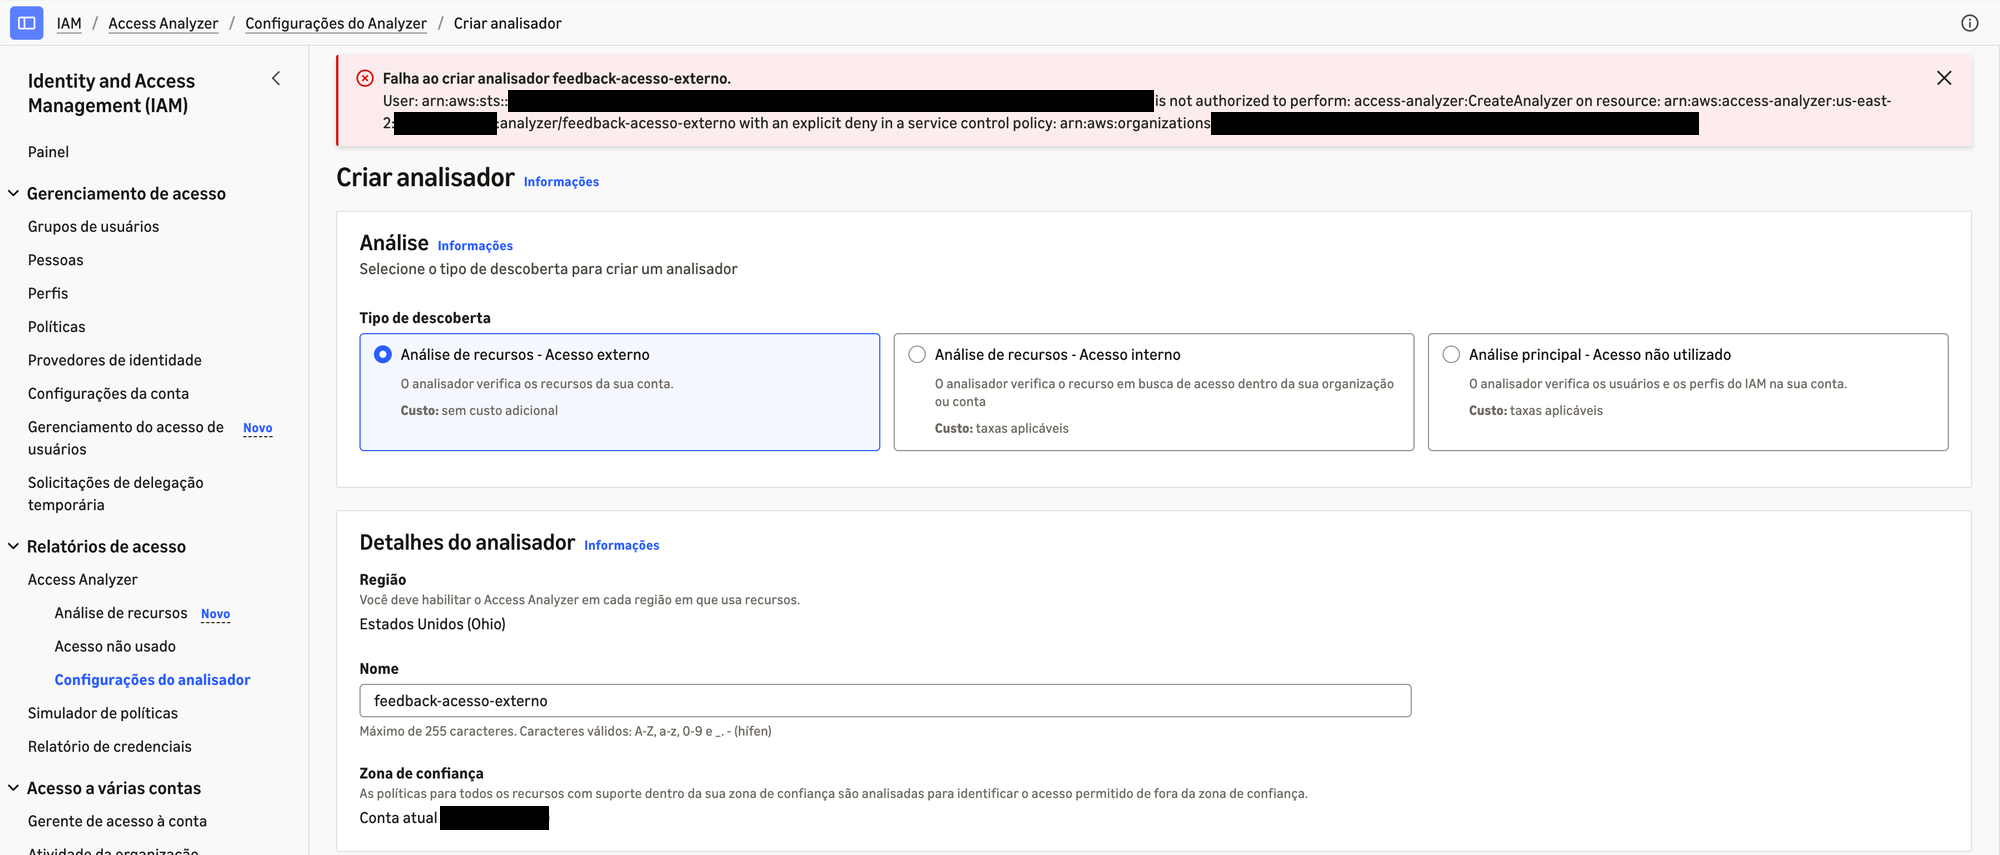 IAM / Access Analyzer / Configurações do Analyzer / Criar analisador
Identity and Access
Management (IAM)
Painel
Gerenciamento de acesso
Grupos de usuários
Pessoas
Perfis
Políticas
Provedores de identidade
Configurações da conta
Gerenciamento do acesso de
usuários
Novo
Solicitações de delegação
temporária
Relatórios de acesso
Access Analyzer
Análise de recursos Novo
Acesso não usado
Configurações do analisador
Simulador de políticas
Relatório de credenciais
Acesso a várias contas
Gerente de acesso à conta
Atividade da organização
Falha ao criar analisador feedback-acesso-externo.
User: arn:aws:sts:: is not authorized to perform: access-analyzer:CreateAnalyzer on resource: arn:aws:access-analyzer:us-east-
2: :analyzer/feedback-acesso-externo with an explicit deny in a service control policy: arn:aws:organizations
Criar analisador Informações
Análise Informações
Selecione o tipo de descoberta para criar um analisador
Tipo de descoberta
Análise de recursos - Acesso externo
O analisador verifica os recursos da sua conta.
Custo: sem custo adicional
Análise de recursos - Acesso interno
O analisador verifica o recurso em busca de acesso dentro da sua organização
ou conta
Custo: taxas aplicáveis
Análise principal - Acesso não utilizado
O analisador verifica os usuários e os perfis do IAM na sua conta.
Custo: taxas aplicáveis
Detalhes do analisador Informações
Região
Você deve habilitar o Access Analyzer em cada região em que usa recursos.
Estados Unidos (Ohio)
Nome
feedback-acesso-externo
Máximo de 255 caracteres. Caracteres válidos: A-Z, a-z, 0-9 e _. - (hífen)
Zona de confiança
As políticas para todos os recursos com suporte dentro da sua zona de confiança são analisadas para identificar o acesso permitido de fora da zona de confiança.
Conta atual